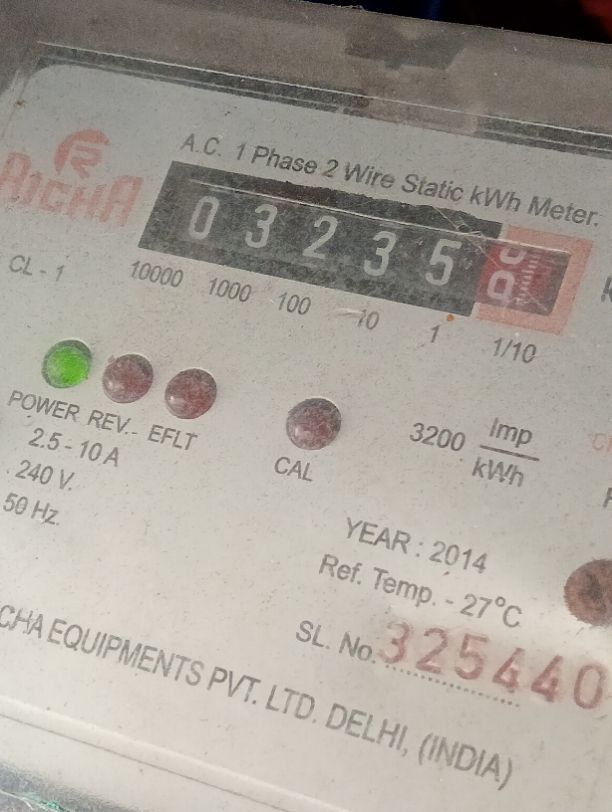 RICHA
A.C. 1 Phase 2 Wire Static kWh Meter.
0 3 2 3 5
CL - 1
10000 1000 100 10 1 1/10
POWER REV. - EFLT
2.5 - 10 A
240 V.
50 Hz.
CAL
3200 Imp
kWh
YEAR : 2014
Ref. Temp. - 27°C
SL. No. 325440
CHA EQUIPMENTS PVT. LTD. DELHI, (INDIA)